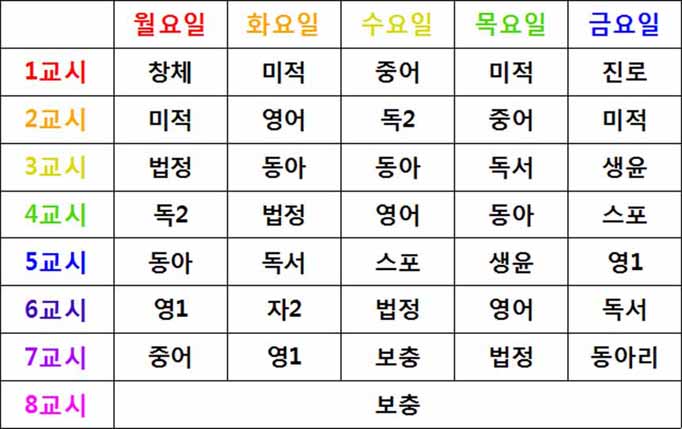 월요일 화요일 수요일 목요일 금요일
1교시 창체 미적 중어 미적 진로
2교시 미적 영어 독2 중어 미적
3교시 법정 동아 동아 독서 생윤
4교시 독2 법정 영어 동아 스포
5교시 동아 독서 스포 생윤 영1
6교시 영1 자2 법정 영어 독서
7교시 중어 영1 보충 법정 동아리
8교시 보충